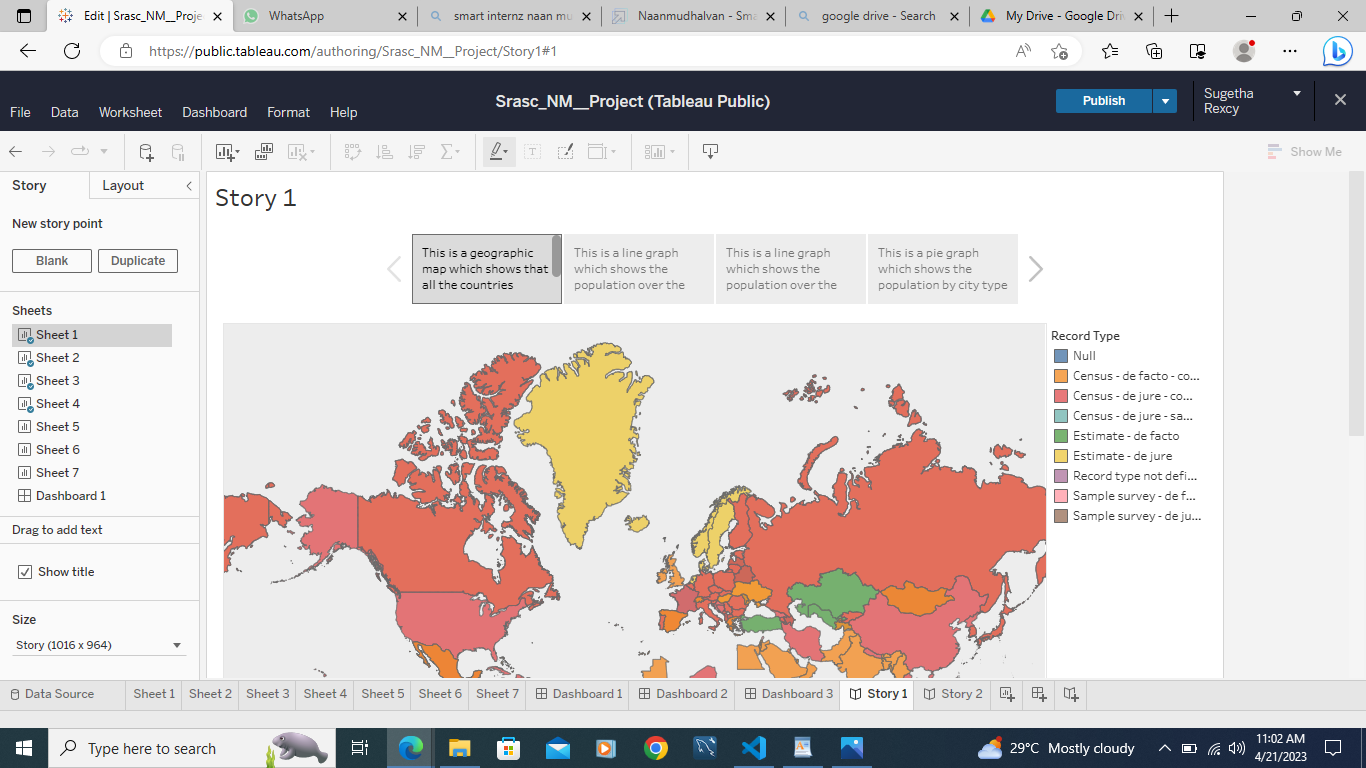 Edit | Srasc_NM__Proje
WhatsApp
smart internz naan mu
Naanmudhalvan - Sma
google drive - Search
My Drive - Google Dri
https://public.tableau.com/authoring/Srasc_NM__Project/Story1#1
File Data Worksheet Dashboard Format Help
Srasc_NM__Project (Tableau Public)
Publish
Sugetha
Rexcy
Show Me
Story Layout
New story point
Blank Duplicate
Sheets
Sheet 1
Sheet 2
Sheet 3
Sheet 4
Sheet 5
Sheet 6
Sheet 7
Dashboard 1
Drag to add text
Show title
Size
Story (1016 x 964)
Story 1
This is a geographic
map which shows that
all the countries
This is a line graph
which shows the
population over the
This is a line graph
which shows the
population over the
This is a pie graph
which shows the
population by city type
Record Type
Null
Census - de facto - co...
Census - de jure - co...
Census - de jure - sa...
Estimate - de facto
Estimate - de jure
Record type not defi...
Sample survey - de f...
Sample survey - de ju...
Data Source Sheet 1 Sheet 2 Sheet 3 Sheet 4 Sheet 5 Sheet 6 Sheet 7 Dashboard 1 Dashboard 2 Dashboard 3 Story 1 Story 2
Type here to search
29°C Mostly cloudy
11:02 AM
4/21/2023